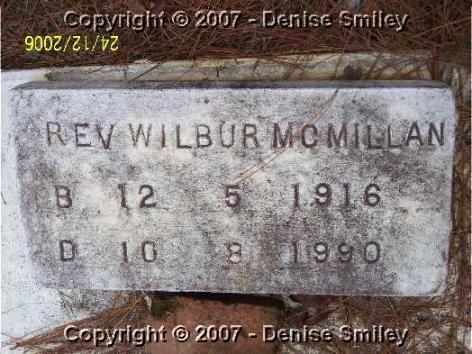 Copyright © 2007 - Denise Smiley
24/12/2006
REV WILBUR MCMILLAN
B 12 5 1916
D 10 8 1990
Copyright © 2007 - Denise Smiley